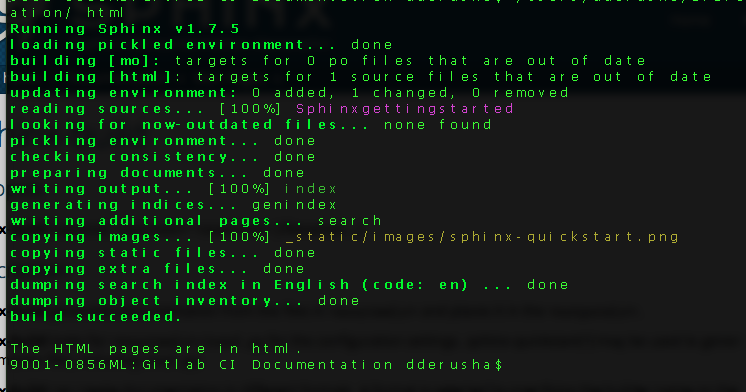 ation/ html
Running Sphinx v1.7.5
loading pickled environment... done
building [mo]: targets for 0 po files that are out of date
building [html]: targets for 1 source files that are out of date
updating environment: 0 added, 1 changed, 0 removed
reading sources... [100%] Sphinxgettingstarted
looking for now-outdated files... none found
pickling environment... done
checking consistency... done
preparing documents... done
writing output... [100%] index
generating indices... genindex
writing additional pages... search
copying images... [100%] _static/images/sphinx-quickstart.png
copying static files... done
copying extra files... done
dumping search index in English (code: en) ... done
dumping object inventory... done
build succeeded.
The HTML pages are in html.
9001-0856ML:Gitlab CI Documentation dderusha$